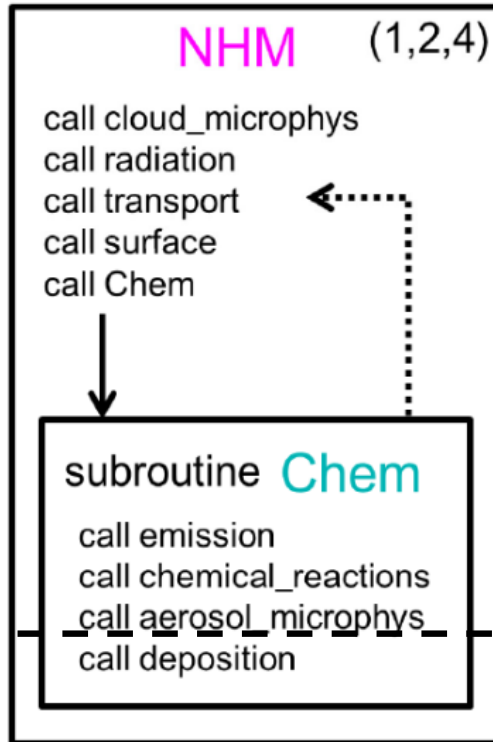 NHM (1,2,4)
call cloud_microphys
call radiation
call transport
call surface
call Chem
subroutine Chem
call emission
call chemical_reactions
call aerosol_microphys
call deposition